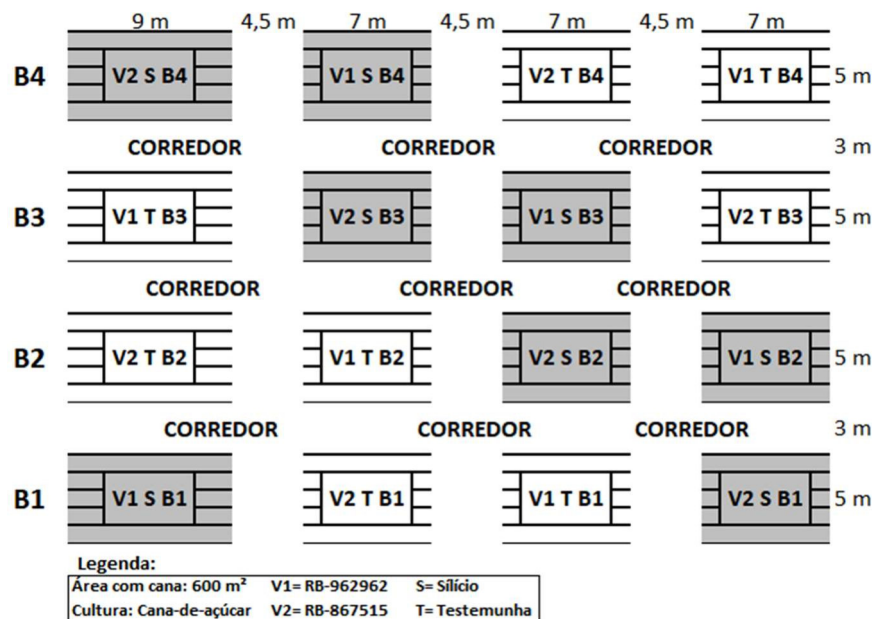 9 m 4,5 m 7 m 4,5 m 7 m 4,5 m 7 m
B4 V2 S B4 V1 S B4 V2 T B4 V1 T B4 5 m
CORREDOR CORREDOR CORREDOR 3 m
B3 V1 T B3 V2 S B3 V1 S B3 V2 T B3 5 m
CORREDOR CORREDOR CORREDOR
B2 V2 T B2 V1 T B2 V2 S B2 V1 S B2 5 m
CORREDOR CORREDOR CORREDOR 3 m
B1 V1 S B1 V2 T B1 V1 T B1 V2 S B1 5 m
Legenda:
Área com cana: 600 m² V1= RB-962962 S= Sílício
Cultura: Cana-de-açúcar V2= RB-867515 T= Testemunha